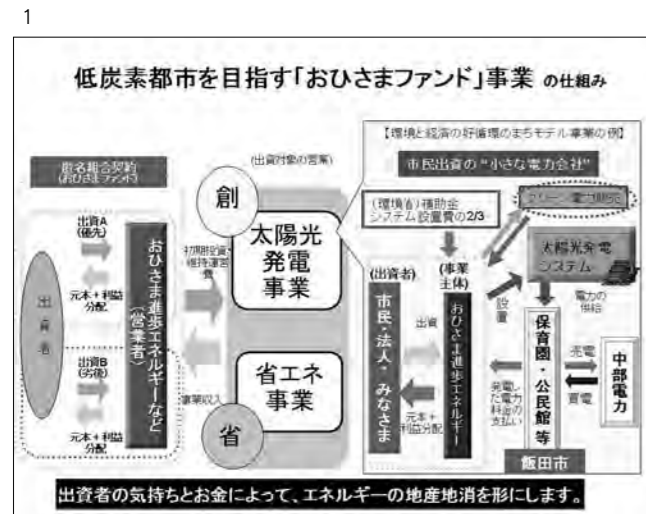 1
低炭素都市を目指す「おひさまファンド」事業 の仕組み
匿名組合契約
(おひさまファンド)
出資者
出資A
(優先)
元本+利益
分配
出資B
(劣後)
元本+利益
分配
おひさま進歩エネルギーなど
(営業者)
初期投資・
維持運営
費
事業収入
(出資対象の営業)
創
太陽光
発電
事業
省エネ
事業
省
【環境と経済の好循環のまちモデル事業の例】
市民出資の“小さな電力会社”
(環境省)補助金
システム設置費の2/3
太陽光発電
システム
(出資者)
市民・法人・みなさま
出資
元本+
利益分配
(事業
主体)
おひさま進歩エネルギー
設置
電力の
供給
発電し
た電力
料金の
支払い
保育園・公民館 等
売電
買電
中部電力
飯田市
出資者の気持ちとお金によって、エネルギーの地産地消を形にします。